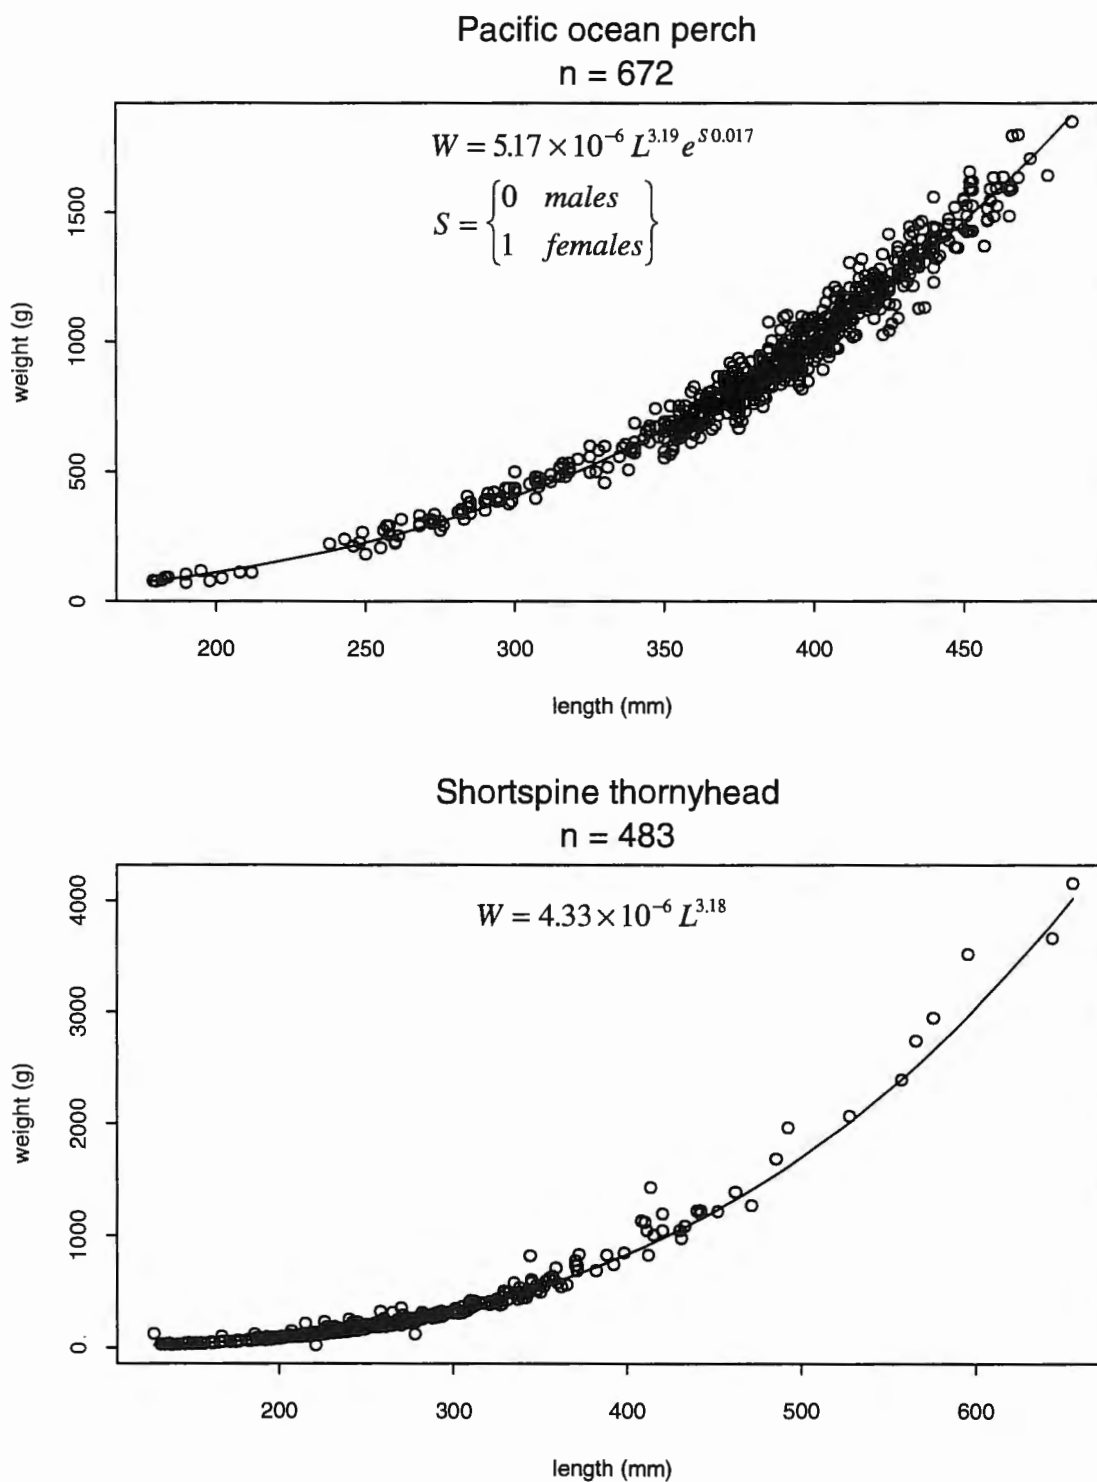 Pacific ocean perch
n = 672
W = 5.17 × 10^{-6} L^{3.19} e^{S 0.017}
S = {0 males
1 females}
weight (g)
1500
1000
500
0
200 250 300 350 400 450
length (mm)
Shortspine thornyhead
n = 483
W = 4.33 × 10^{-6} L^{3.18}
weight (g)
4000
3000
2000
1000
0
200 300 400 500 600
length (mm)